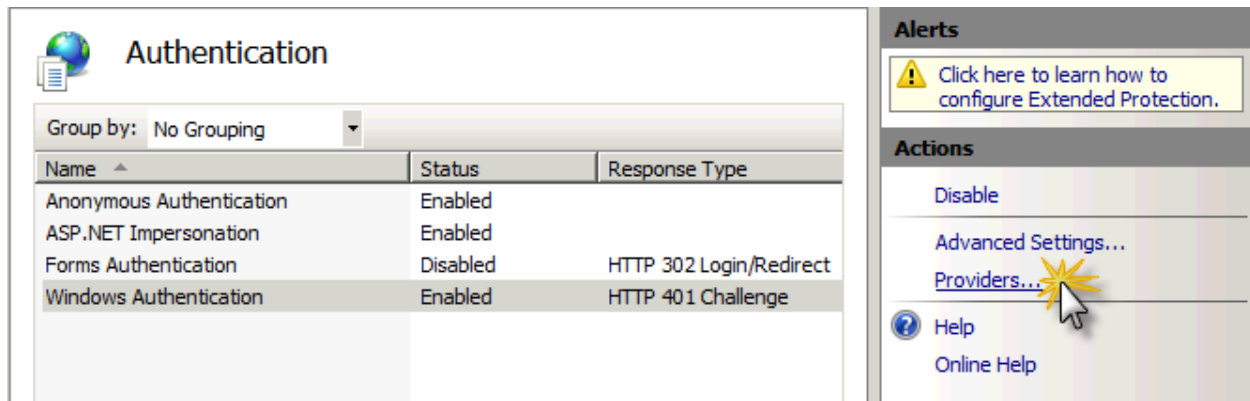 Authentication
Group by: No Grouping
Name Status Response Type
Anonymous Authentication Enabled
ASP.NET Impersonation Enabled
Forms Authentication Disabled HTTP 302 Login/Redirect
Windows Authentication Enabled HTTP 401 Challenge
Alerts
Click here to learn how to
configure Extended Protection.
Actions
Disable
Advanced Settings...
Providers...
Help
Online Help